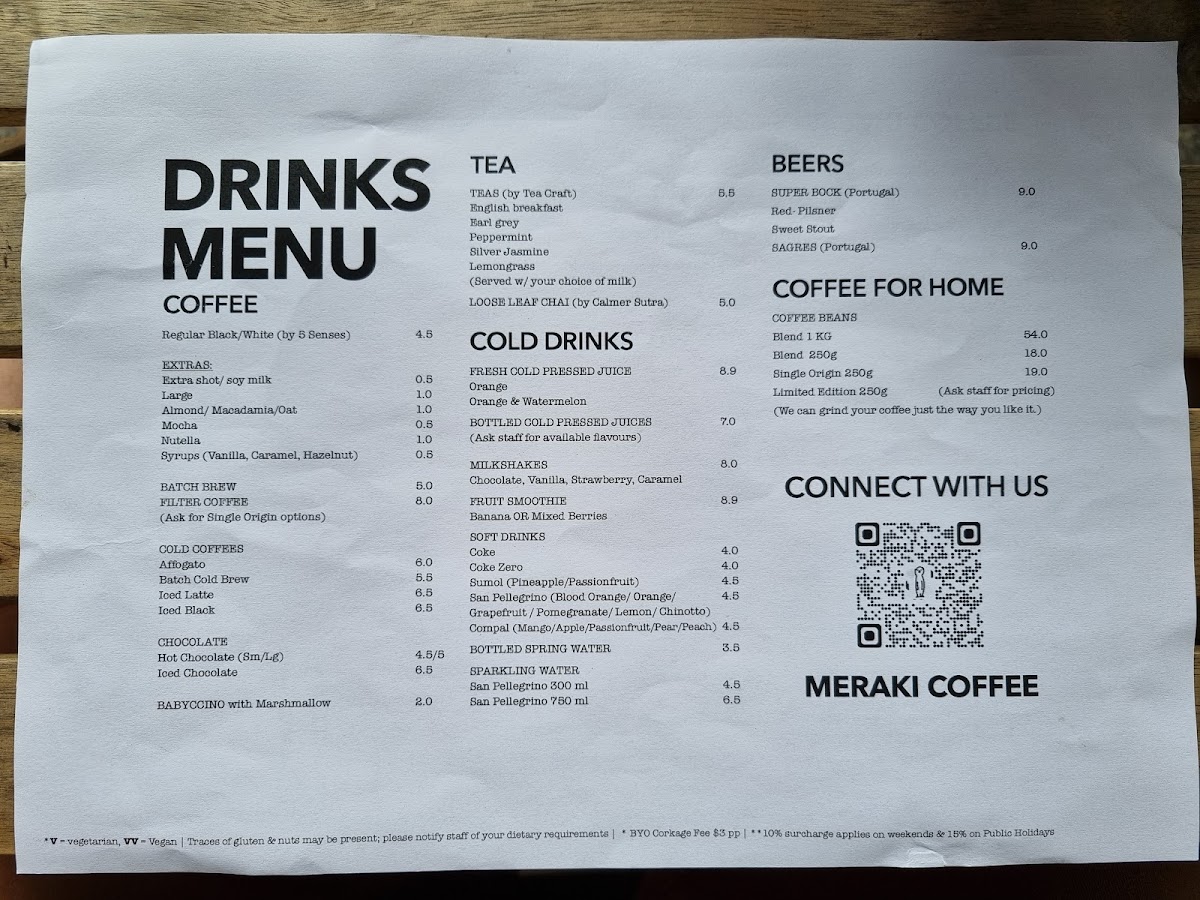 DRINKS
MENU
COFFEE
Regular Black/White (by 5 Senses) 4.5
EXTRAS:
Extra shot/ soy milk 0.5
Large 1.0
Almond/ Macadamia/Oat 1.0
Mocha 0.5
Nutella 1.0
Syrups (Vanilla, Caramel, Hazelnut) 0.5
BATCH BREW 5.0
FILTER COFFEE 8.0
(Ask for Single Origin options)
COLD COFFEES
Affogato 6.0
Batch Cold Brew 5.5
Iced Latte 6.5
Iced Black 6.5
CHOCOLATE
Hot Chocolate (Sm/Lg) 4.5/5
Iced Chocolate 6.5
BABYCCINO with Marshmallow 2.0
TEA
TEAS (by Tea Craft) 5.5
English breakfast
Earl grey
Peppermint
Silver Jasmine
Lemongrass
(Served w/ your choice of milk)
LOOSE LEAF CHAI (by Calmer Sutra) 5.0
COLD DRINKS
FRESH COLD PRESSED JUICE 8.9
Orange
Orange & Watermelon
BOTTLED COLD PRESSED JUICES 7.0
(Ask staff for available flavours)
MILKSHAKES 8.0
Chocolate, Vanilla, Strawberry, Caramel
FRUIT SMOOTHIE 8.9
Banana OR Mixed Berries
SOFT DRINKS
Coke 4.0
Coke Zero 4.0
Sumol (Pineapple/Passionfruit) 4.5
San Pellegrino (Blood Orange/ Orange/ 4.5
Grapefruit / Pomegranate/ Lemon/ Chinotto)
Compal (Mango/Apple/Passionfruit/Pear/Peach) 4.5
BOTTLED SPRING WATER 3.5
SPARKLING WATER
San Pellegrino 300 ml 4.5
San Pellegrino 750 ml 6.5
BEERS
SUPER BOCK (Portugal) 9.0
Red- Pilsner
Sweet Stout
SAGRES (Portugal) 9.0
COFFEE FOR HOME
COFFEE BEANS
Blend 1 KG 54.0
Blend 250g 18.0
Single Origin 250g 19.0
Limited Edition 250g (Ask staff for pricing)
(We can grind your coffee just the way you like it.)
CONNECT WITH US
MERAKI COFFEE
*V = vegetarian, VV = Vegan | Traces of gluten & nuts may be present; please notify staff of your dietary requirements | * BYO Corkage Fee $3 pp | **10% surcharge applies on weekends & 15% on Public Holidays